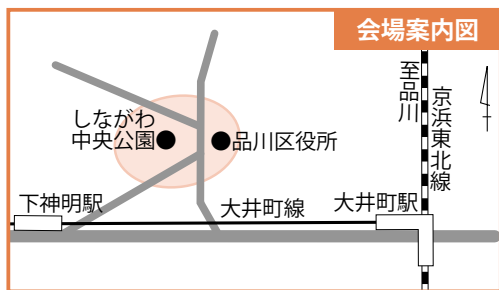 会場案内図
至品川
京浜東北線
しながわ
中央公園
品川区役所
下神明駅
大井町線
大井町駅